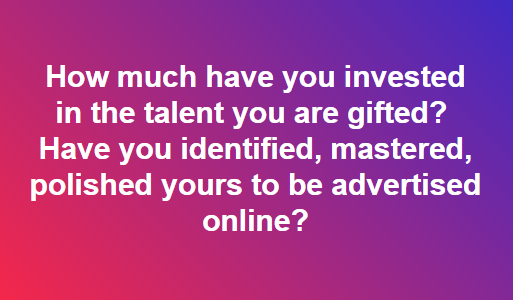 How much have you invested
in the talent you are gifted?
Have you identified, mastered,
polished yours to be advertised
online?